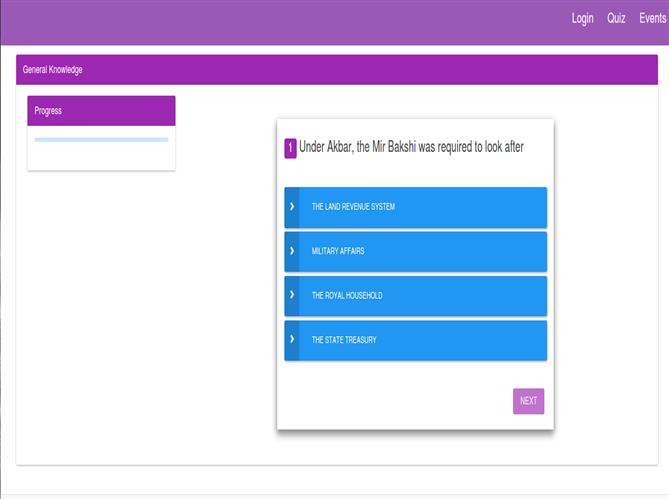 Login Quiz Events
General Knowledge
Progress
1 Under Akbar, the Mir Bakshi was required to look after
THE LAND REVENUE SYSTEM
MILITARY AFFAIRS
THE ROYAL HOUSEHOLD
THE STATE TREASURY
NEXT